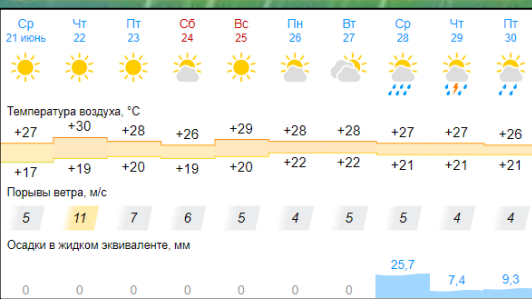 Ср Чт Пт Сб Вс Пн Вт Ср Чт Пт
21 июнь 22 23 24 25 26 27 28 29 30
Температура воздуха, °C
+27 +30 +28 +26 +29 +28 +28 +27 +27 +26
+17 +19 +20 +19 +20 +22 +22 +21 +21 +21
Порывы ветра, м/с
5 11 7 6 5 4 5 5 4 4
Осадки в жидком эквиваленте, мм
0 0 0 0 0 0 0 25,7 7,4 9,3